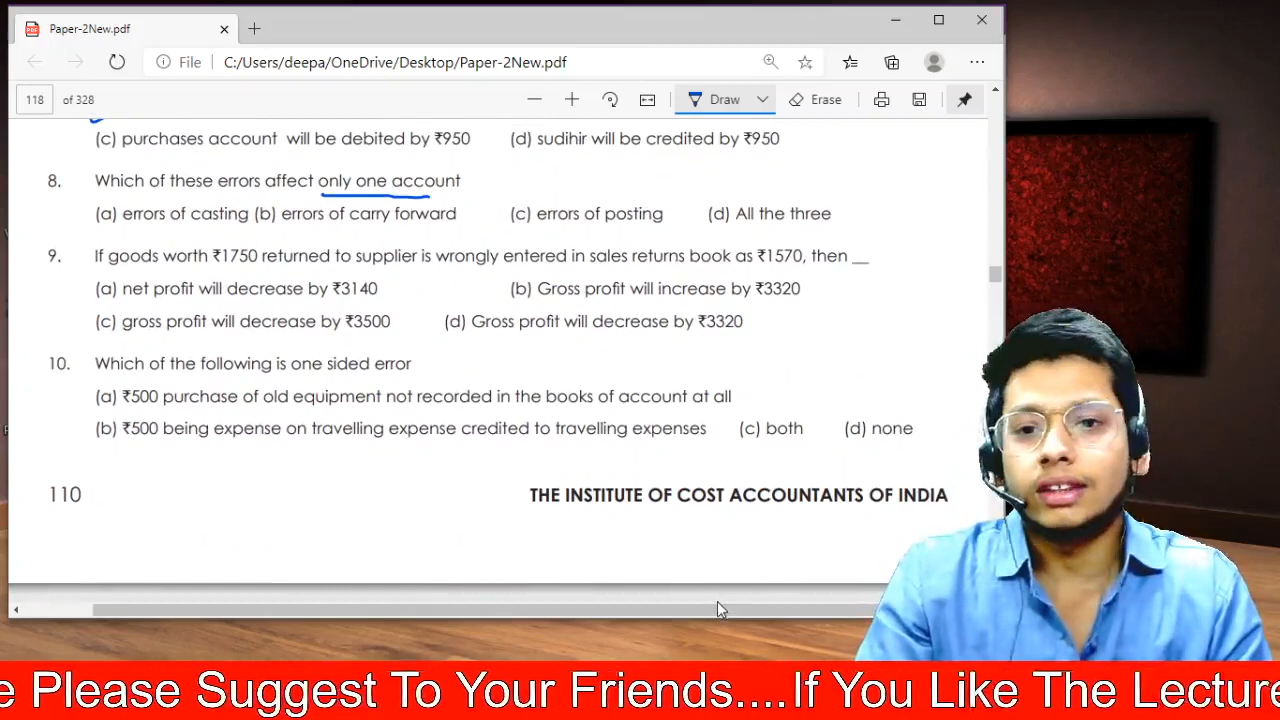 Paper-2New.pdf
File C:/Users/deepa/OneDrive/Desktop/Paper-2New.pdf
118 of 328 Draw Erase
(c) purchases account will be debited by ₹950 (d) sudihir will be credited by ₹950
8. Which of these errors affect only one account
(a) errors of casting (b) errors of carry forward (c) errors of posting (d) All the three
9. If goods worth ₹1750 returned to supplier is wrongly entered in sales returns book as ₹1570, then __
(a) net profit will decrease by ₹3140 (b) Gross profit will increase by ₹3320
(c) gross profit will decrease by ₹3500 (d) Gross profit will decrease by ₹3320
10. Which of the following is one sided error
(a) ₹500 purchase of old equipment not recorded in the books of account at all
(b) ₹500 being expense on travelling expense credited to travelling expenses (c) both (d) none
110 THE INSTITUTE OF COST ACCOUNTANTS OF INDIA
e Please Suggest To Your Friends....If You Like The Lecture